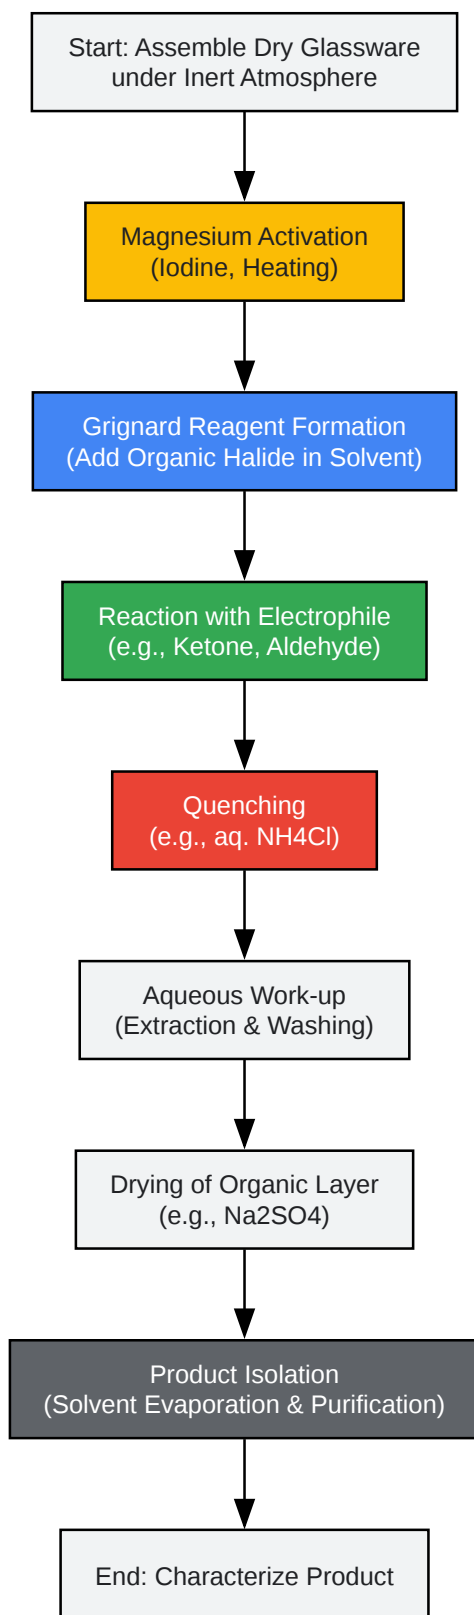 Start: Assemble Dry Glassware
under Inert Atmosphere
Magnesium Activation
(Iodine, Heating)
Grignard Reagent Formation
(Add Organic Halide in Solvent)
Reaction with Electrophile
(e.g., Ketone, Aldehyde)
Quenching
(e.g., aq. NH4Cl)
Aqueous Work-up
(Extraction & Washing)
Drying of Organic Layer
(e.g., Na2SO4)
Product Isolation
(Solvent Evaporation & Purification)
End: Characterize Product